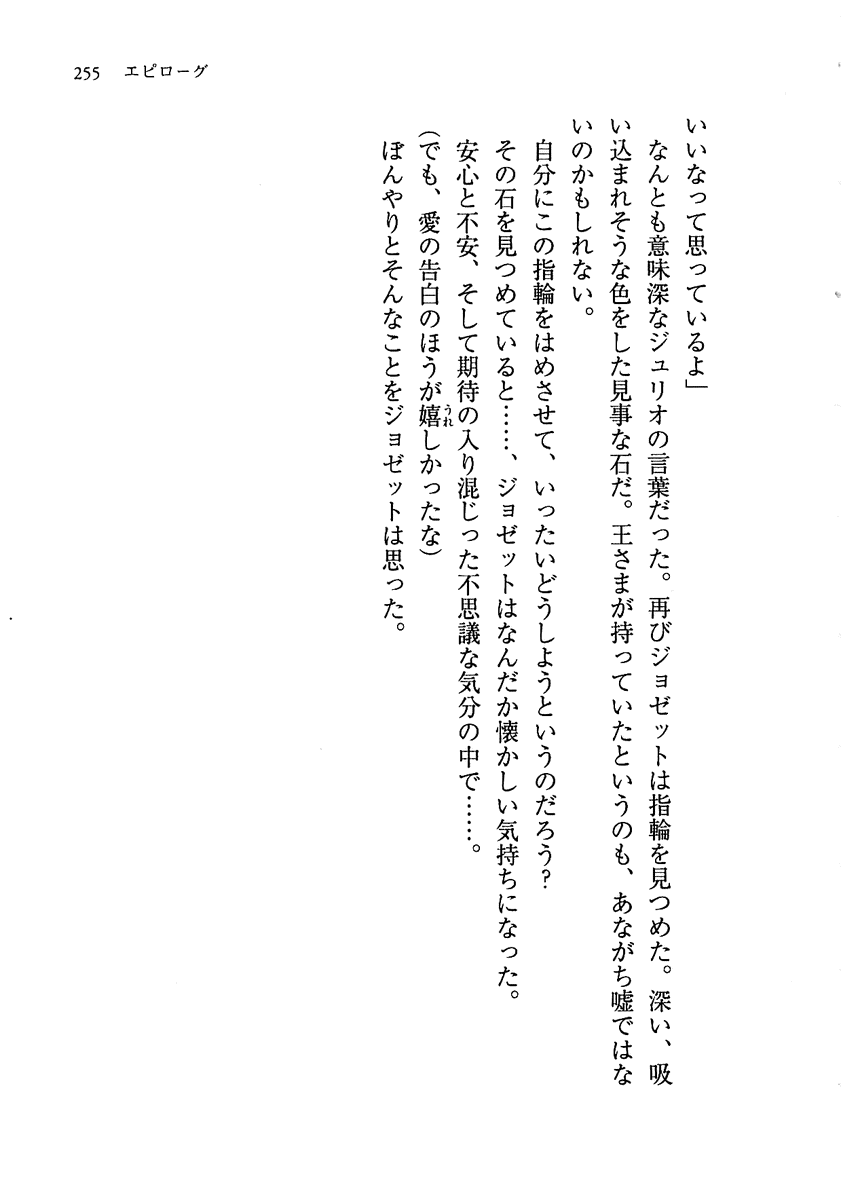 255 エピローグ
いいなって思っているよ」
なんとも意味深なジュリオの言葉だった。再びジョゼットは指輪を見つめた。深い、吸
い込まれそうな色をした見事な石だ。王さまが持っていたというのも、あながち嘘ではな
いのかもしれない。
自分にこの指輪をはめさせて、いったいどうしようというのだろう?
その石を見つめていると……、ジョゼットはなんだか懐かしい気持ちになった。
安心と不安、そして期待の入り混じった不思議な気分の中で……。
(でも、愛の告白のほうが嬉うれしかったな)
ぼんやりとそんなことをジョゼットは思った。